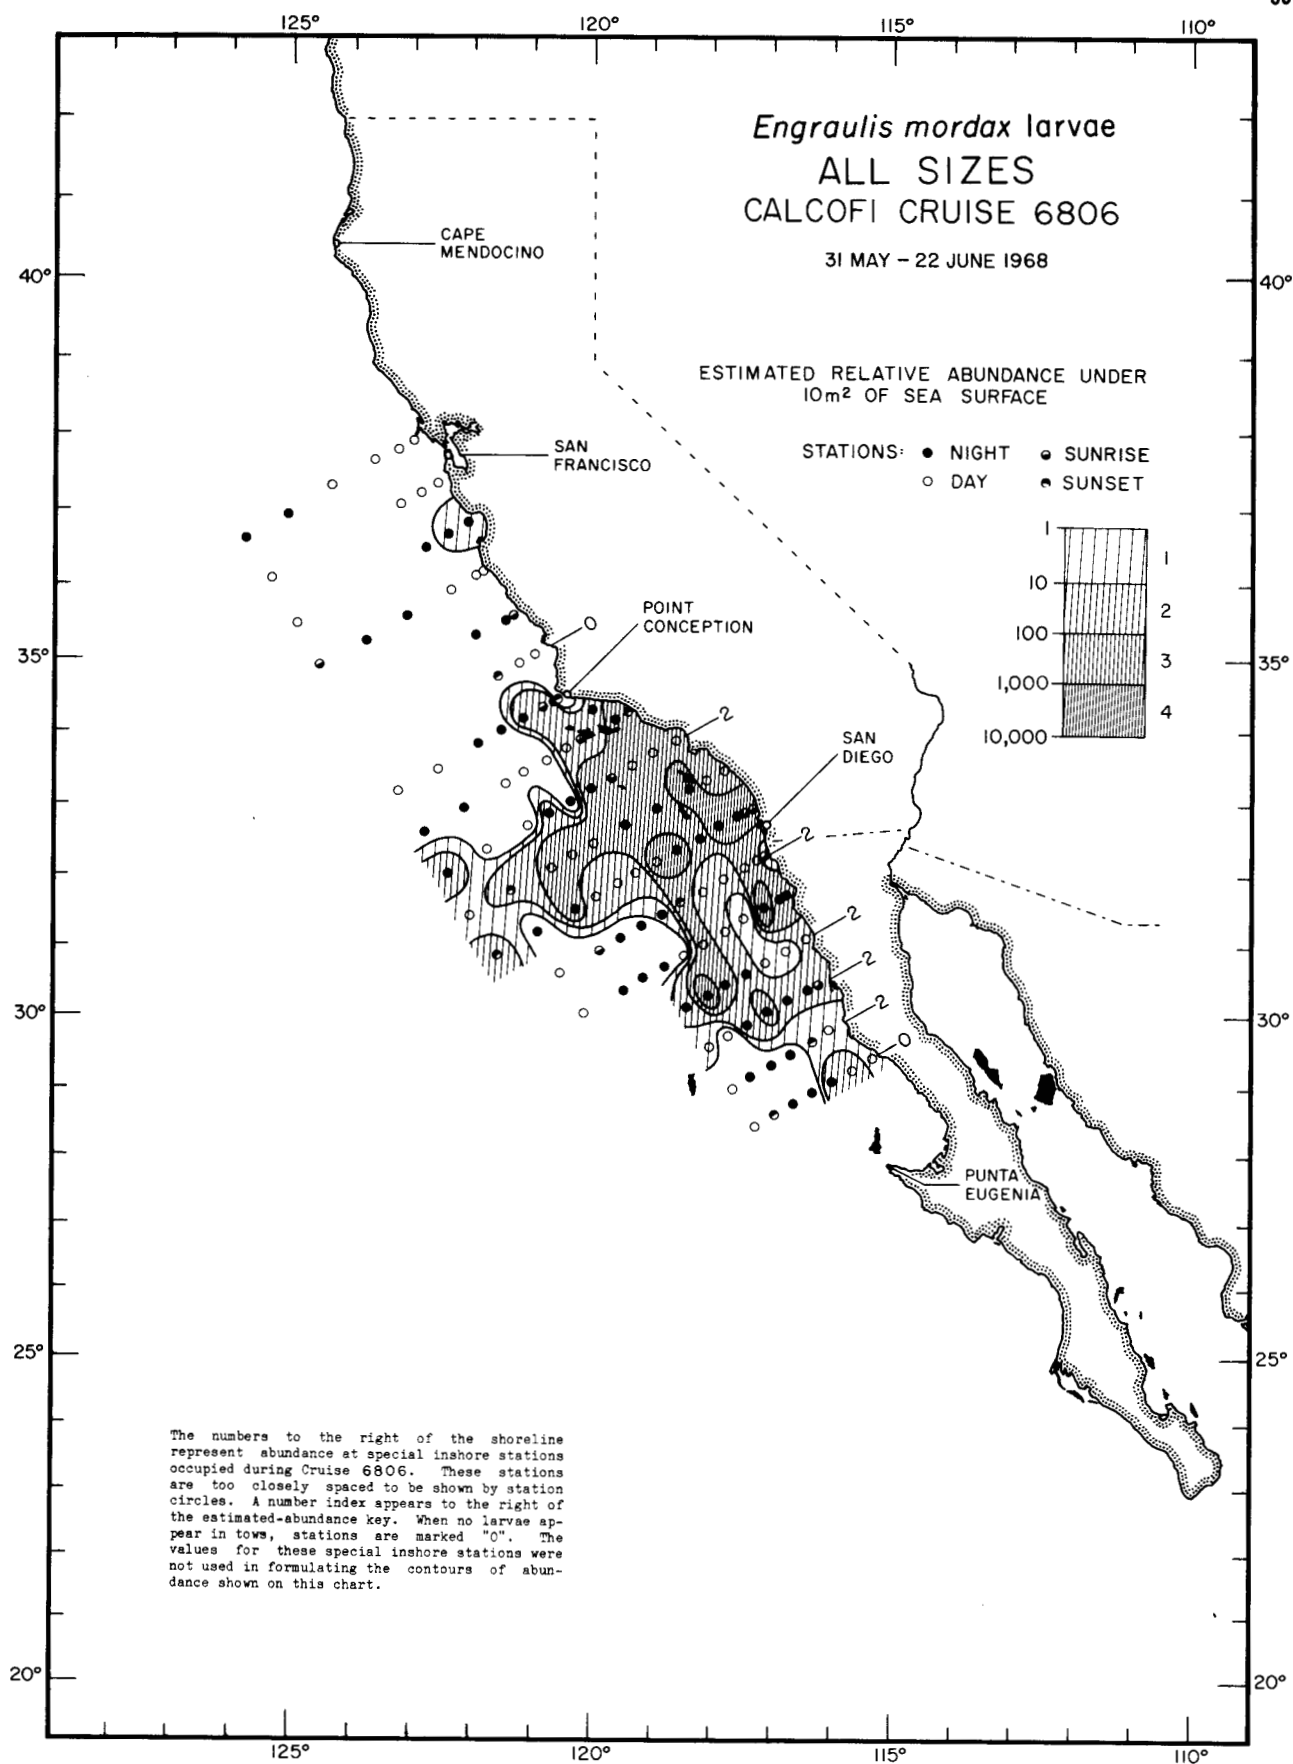 125°
120°
115°
110°
Engraulis mordax larvae
ALL SIZES
CALCOFI CRUISE 6806
31 MAY – 22 JUNE 1968
CAPE
MENDOCINO
40°
40°
ESTIMATED RELATIVE ABUNDANCE UNDER
10m² OF SEA SURFACE
STATIONS: ● NIGHT SUNRISE
○ DAY SUNSET
SAN
FRANCISCO
1
10
100
1,000
10,000
1
2
3
4
POINT
CONCEPTION
0
35°
35°
2
SAN
DIEGO
2
2
2
2
0
30°
30°
PUNTA
EUGENIA
25°
25°
The numbers to the right of the shoreline
represent abundance at special inshore stations
occupied during Cruise 6806. These stations
are too closely spaced to be shown by station
circles. A number index appears to the right of
the estimated-abundance key. When no larvae ap-
pear in tows, stations are marked "0". The
values for these special inshore stations were
not used in formulating the contours of abun-
dance shown on this chart.
20°
20°
125°
120°
115°
110°